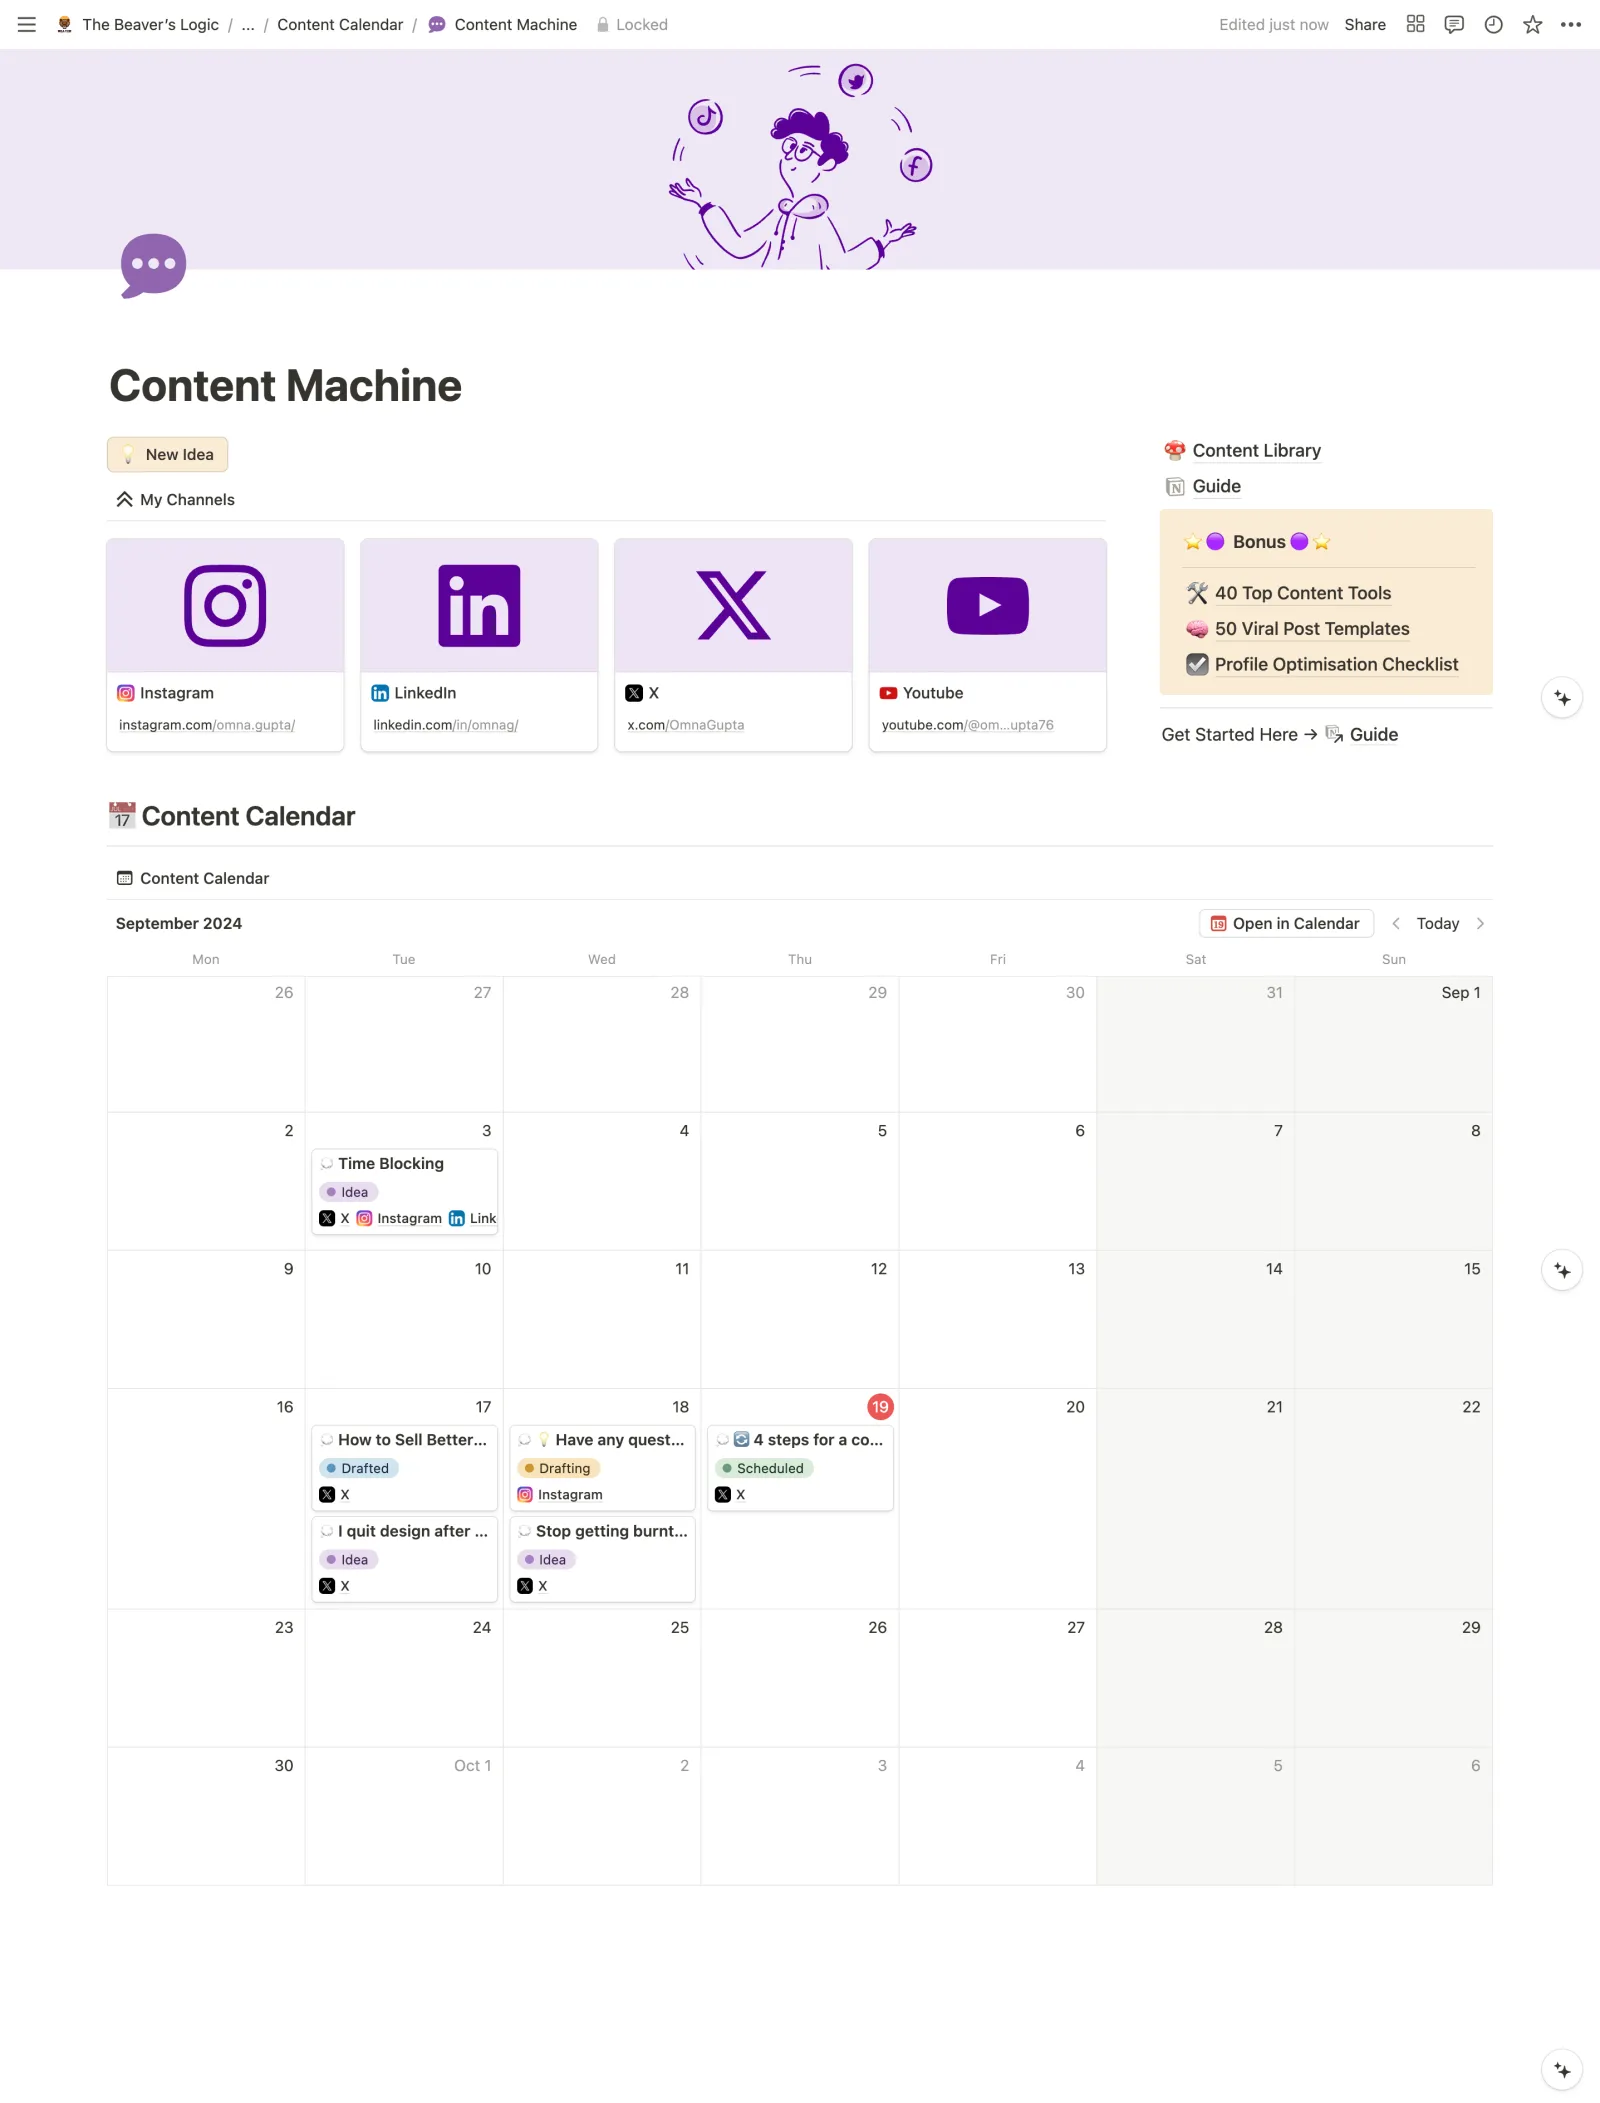 The Beaver’s Logic / ... / Content Calendar / Content Machine Locked
Edited just now Share
Content Machine
New Idea
My Channels
Instagram
instagram.com/omna.gupta/
LinkedIn
linkedin.com/in/omnag/
X
x.com/OmnaGupta
Youtube
youtube.com/@om...upta76
Content Library
Guide
Bonus
40 Top Content Tools
50 Viral Post Templates
Profile Optimisation Checklist
Get Started Here → Guide
Content Calendar
Content Calendar
September 2024
Open in Calendar Today
Mon Tue Wed Thu Fri Sat Sun
26 27 28 29 30 31 Sep 1
2 3 4 5 6 7 8
Time Blocking
Idea
X Instagram Link
9 10 11 12 13 14 15
16 17 18 19 20 21 22
How to Sell Better...
Drafted
X
I quit design after ...
Idea
X
Have any quest...
Drafting
Instagram
Stop getting burnt...
Idea
X
4 steps for a co...
Scheduled
X
23 24 25 26 27 28 29
30 Oct 1 2 3 4 5 6